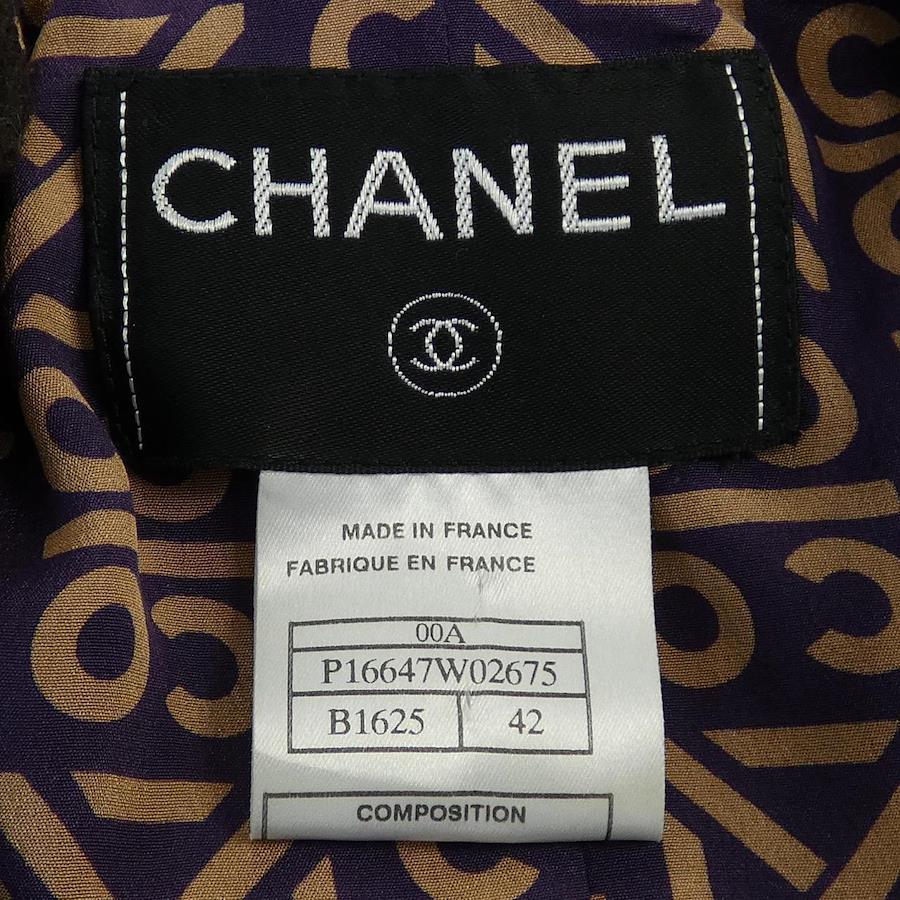 CHANEL
MADE IN FRANCE
FABRIQUE EN FRANCE
00A
P16647W02675
B1625 42
COMPOSITION